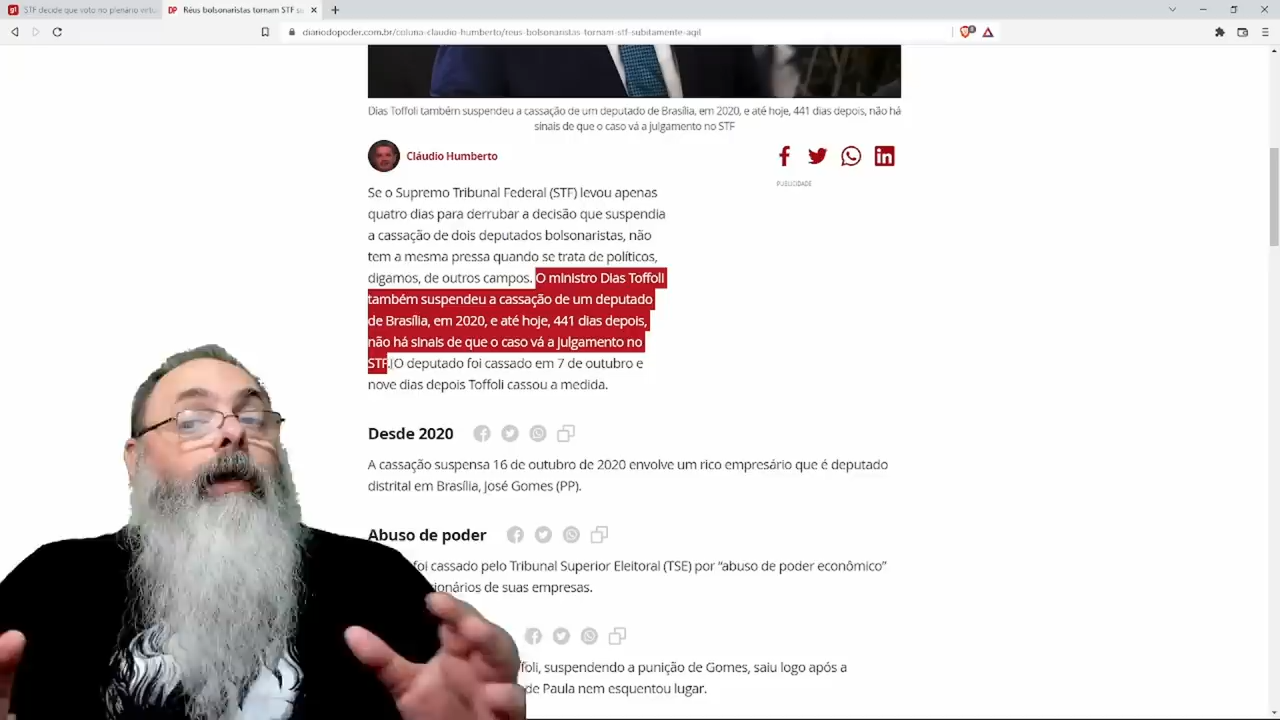 STF decide que voto no plenário virtu
Réus bolsonaristas tornam STF su
diariodopoder.com.br/coluna-claudio-humberto/reus-bolsonaristas-tornam-stf-subitamente-agil
Dias Toffoli também suspendeu a cassação de um deputado de Brasília, em 2020, e até hoje, 441 dias depois, não há
sinais de que o caso vá a julgamento no STF
Cláudio Humberto
PUBLICIDADE
Se o Supremo Tribunal Federal (STF) levou apenas
quatro dias para derrubar a decisão que suspendia
a cassação de dois deputados bolsonaristas, não
tem a mesma pressa quando se trata de políticos,
digamos, de outros campos. O ministro Dias Toffoli
também suspendeu a cassação de um deputado
de Brasília, em 2020, e até hoje, 441 dias depois,
não há sinais de que o caso vá a julgamento no
STF. O deputado foi cassado em 7 de outubro e
nove dias depois Toffoli cassou a medida.
Desde 2020
A cassação suspensa 16 de outubro de 2020 envolve um rico empresário que é deputado
distrital em Brasília, José Gomes (PP).
Abuso de poder
foi cassado pelo Tribunal Superior Eleitoral (TSE) por “abuso de poder econômico”
de suas empresas.
suspendendo a punição de Gomes, saiu logo após a
de Paula nem esquentou lugar.